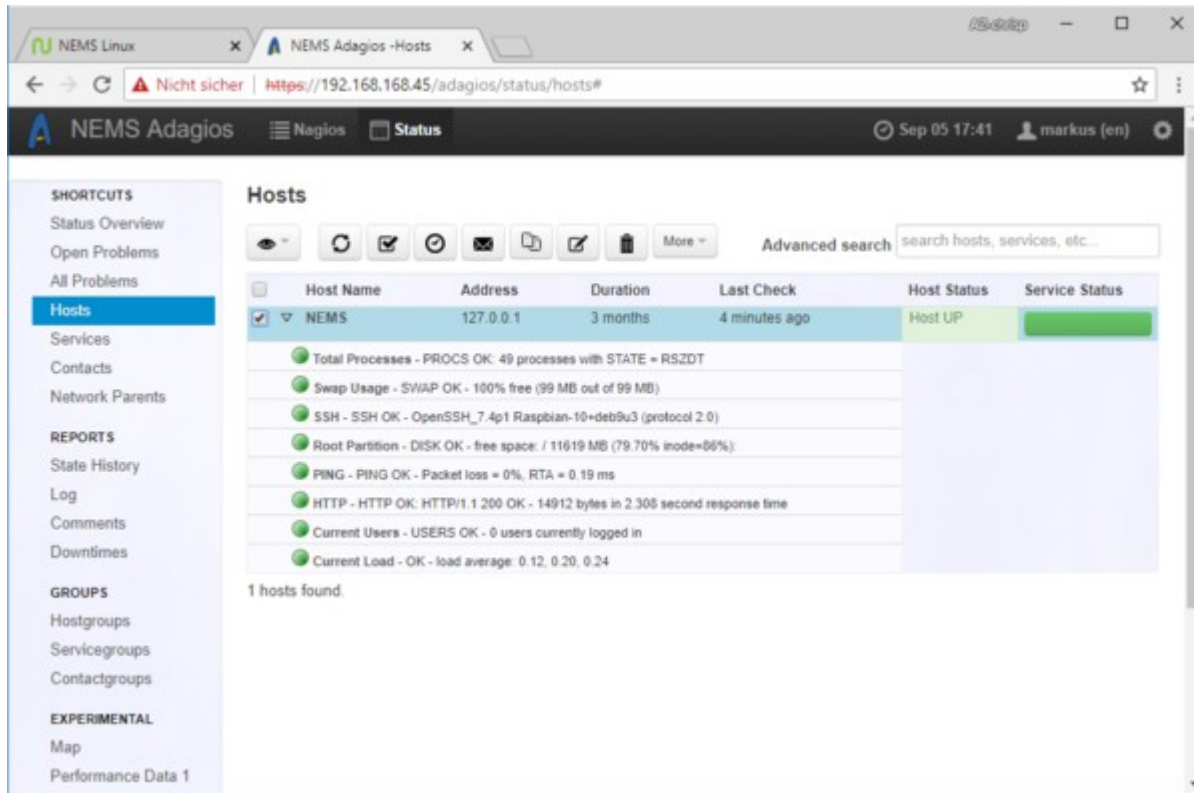 NEMS Linux
NEMS Adagios -Hosts
Nicht sicher | https://192.168.168.45/adagios/status/hosts#
NEMS Adagios Nagios Status Sep 05 17:41 markus (en)
SHORTCUTS
Status Overview
Open Problems
All Problems
Hosts
Services
Contacts
Network Parents
REPORTS
State History
Log
Comments
Downtimes
GROUPS
Hostgroups
Servicegroups
Contactgroups
EXPERIMENTAL
Map
Performance Data 1
Hosts
More
Advanced search search hosts, services, etc...
Host Name Address Duration Last Check Host Status Service Status
NEMS 127.0.0.1 3 months 4 minutes ago Host UP
Total Processes - PROCS OK: 49 processes with STATE = RSZDT
Swap Usage - SWAP OK - 100% free (99 MB out of 99 MB)
SSH - SSH OK - OpenSSH_7.4p1 Raspbian-10+deb9u3 (protocol 2.0)
Root Partition - DISK OK - free space: / 11619 MB (79.70% inode=86%):
PING - PING OK - Packet loss = 0%, RTA = 0.19 ms
HTTP - HTTP OK: HTTP/1.1 200 OK - 14912 bytes in 2.308 second response time
Current Users - USERS OK - 0 users currently logged in
Current Load - OK - load average: 0.12, 0.20, 0.24
1 hosts found.